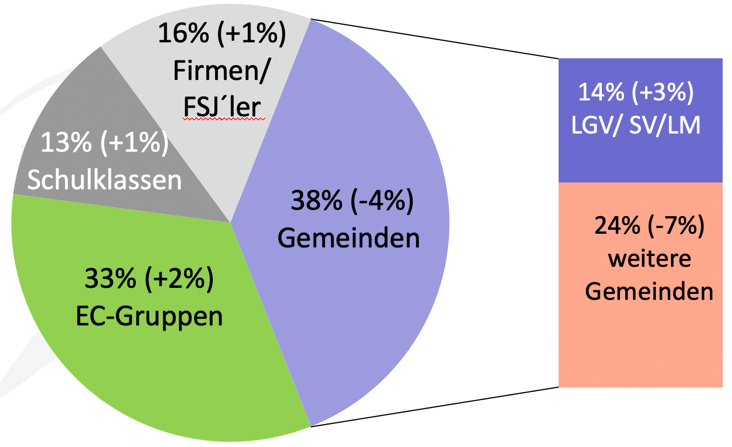 16% (+1%)
Firmen/
FSJ´ler
13% (+1%)
Schulklassen
38% (-4%)
Gemeinden
33% (+2%)
EC-Gruppen
14% (+3%)
LGV/ SV/LM
24% (-7%)
weitere
Gemeinden